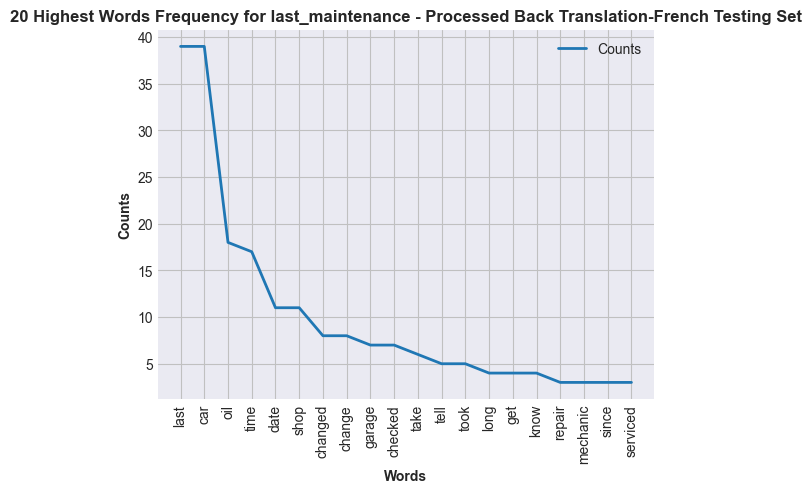 20 Highest Words Frequency for last_maintenance - Processed Back Translation-French Testing Set
Counts
40
35
30
25
20
15
10
5
Counts
last
car
oil
time
date
shop
changed
change
garage
checked
take
tell
took
long
get
know
repair
mechanic
since
serviced
Words